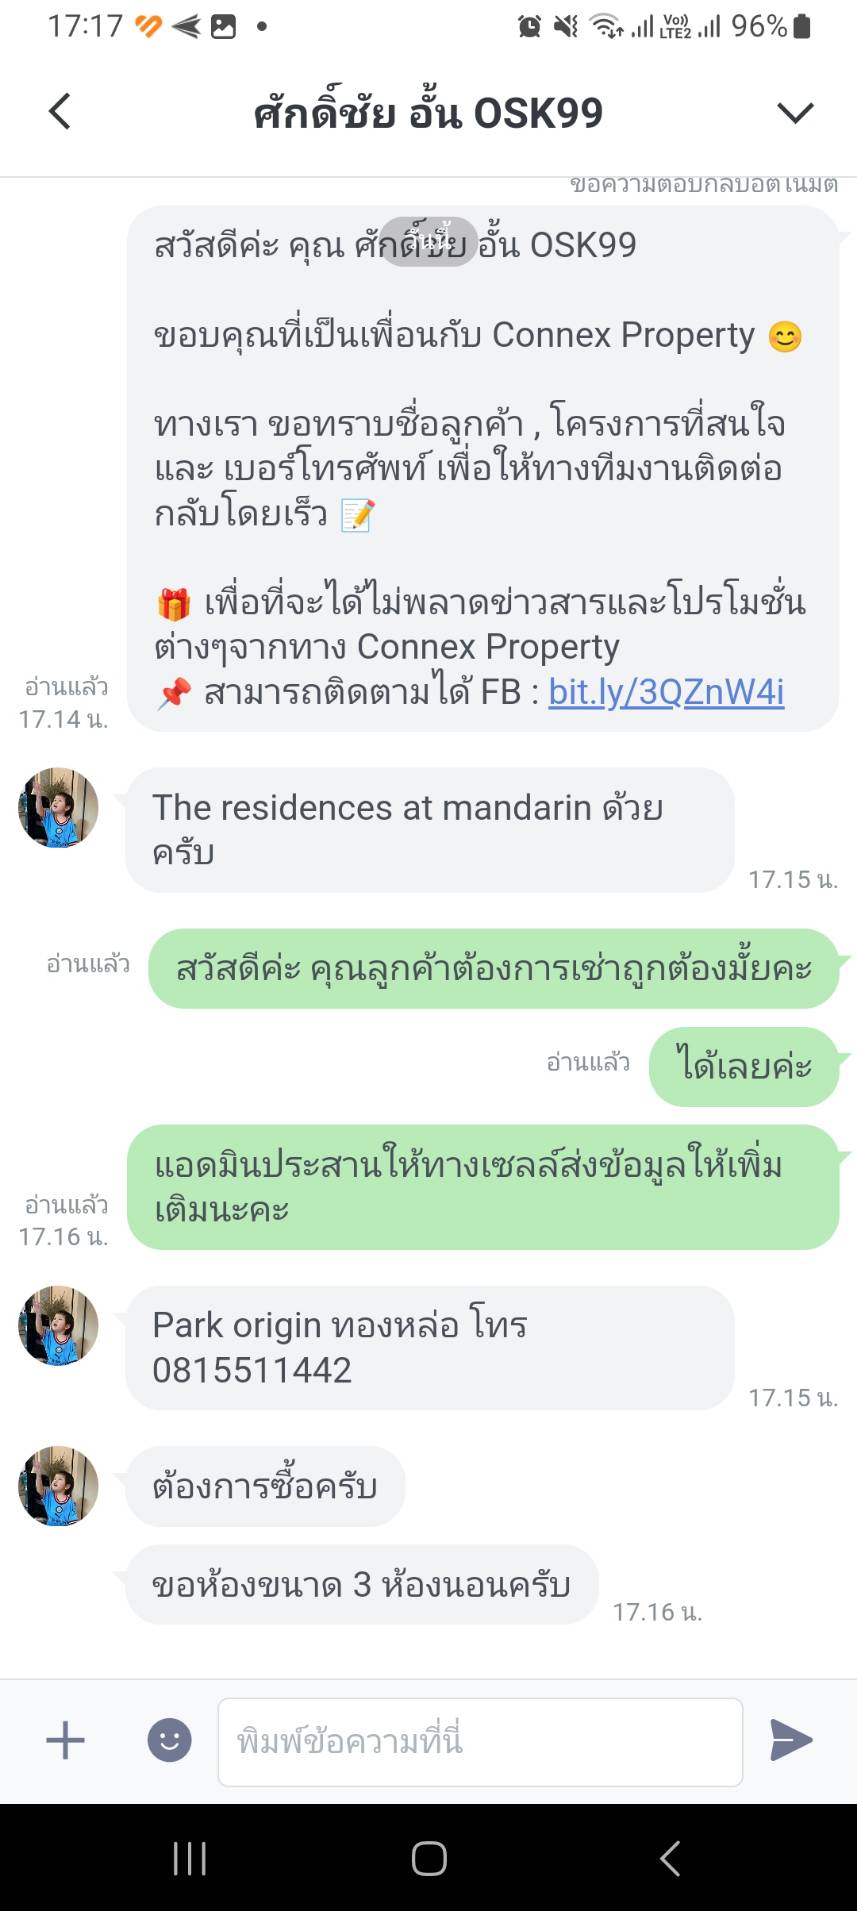 17:17
Vo))
LTE2
96%
ศักดิ์ชัย อั้น OSK99
ข้อความตอบกลับอัตโนมัติ
วันนี้
สวัสดีค่ะ คุณ ศักดิ์ชัย อั้น OSK99
ขอบคุณที่เป็นเพื่อนกับ Connex Property 😊
ทางเรา ขอทราบชื่อลูกค้า , โครงการที่สนใจ
และ เบอร์โทรศัพท์ เพื่อให้ทางทีมงานติดต่อ
กลับโดยเร็ว 📝
🎁 เพื่อที่จะได้ไม่พลาดข่าวสารและโปรโมชั่น
ต่างๆจากทาง Connex Property
📌 สามารถติดตามได้ FB : bit.ly/3QZnW4i
อ่านแล้ว
17.14 น.
The residences at mandarin ด้วย
ครับ
17.15 น.
อ่านแล้ว
สวัสดีค่ะ คุณลูกค้าต้องการเช่าถูกต้องมั้ยคะ
อ่านแล้ว
ได้เลยค่ะ
แอดมินประสานให้ทางเซลล์ส่งข้อมูลให้เพิ่ม
เติมนะคะ
อ่านแล้ว
17.16 น.
Park origin ทองหล่อ โทร
0815511442
17.15 น.
ต้องการซื้อครับ
ขอห้องขนาด 3 ห้องนอนครับ
17.16 น.
พิมพ์ข้อความที่นี่